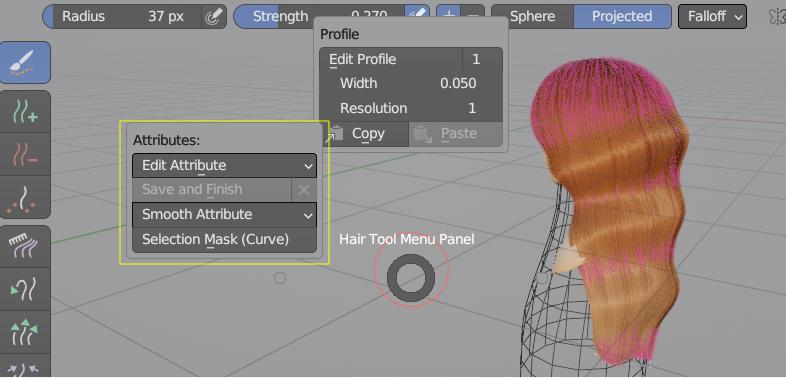 Radius 37 px Strength 0.270 + − Sphere Projected Falloff
Profile
Edit Profile 1
Width 0.050
Resolution 1
Copy Paste
Attributes:
Edit Attribute
Save and Finish
Smooth Attribute
Selection Mask (Curve)
Hair Tool Menu Panel